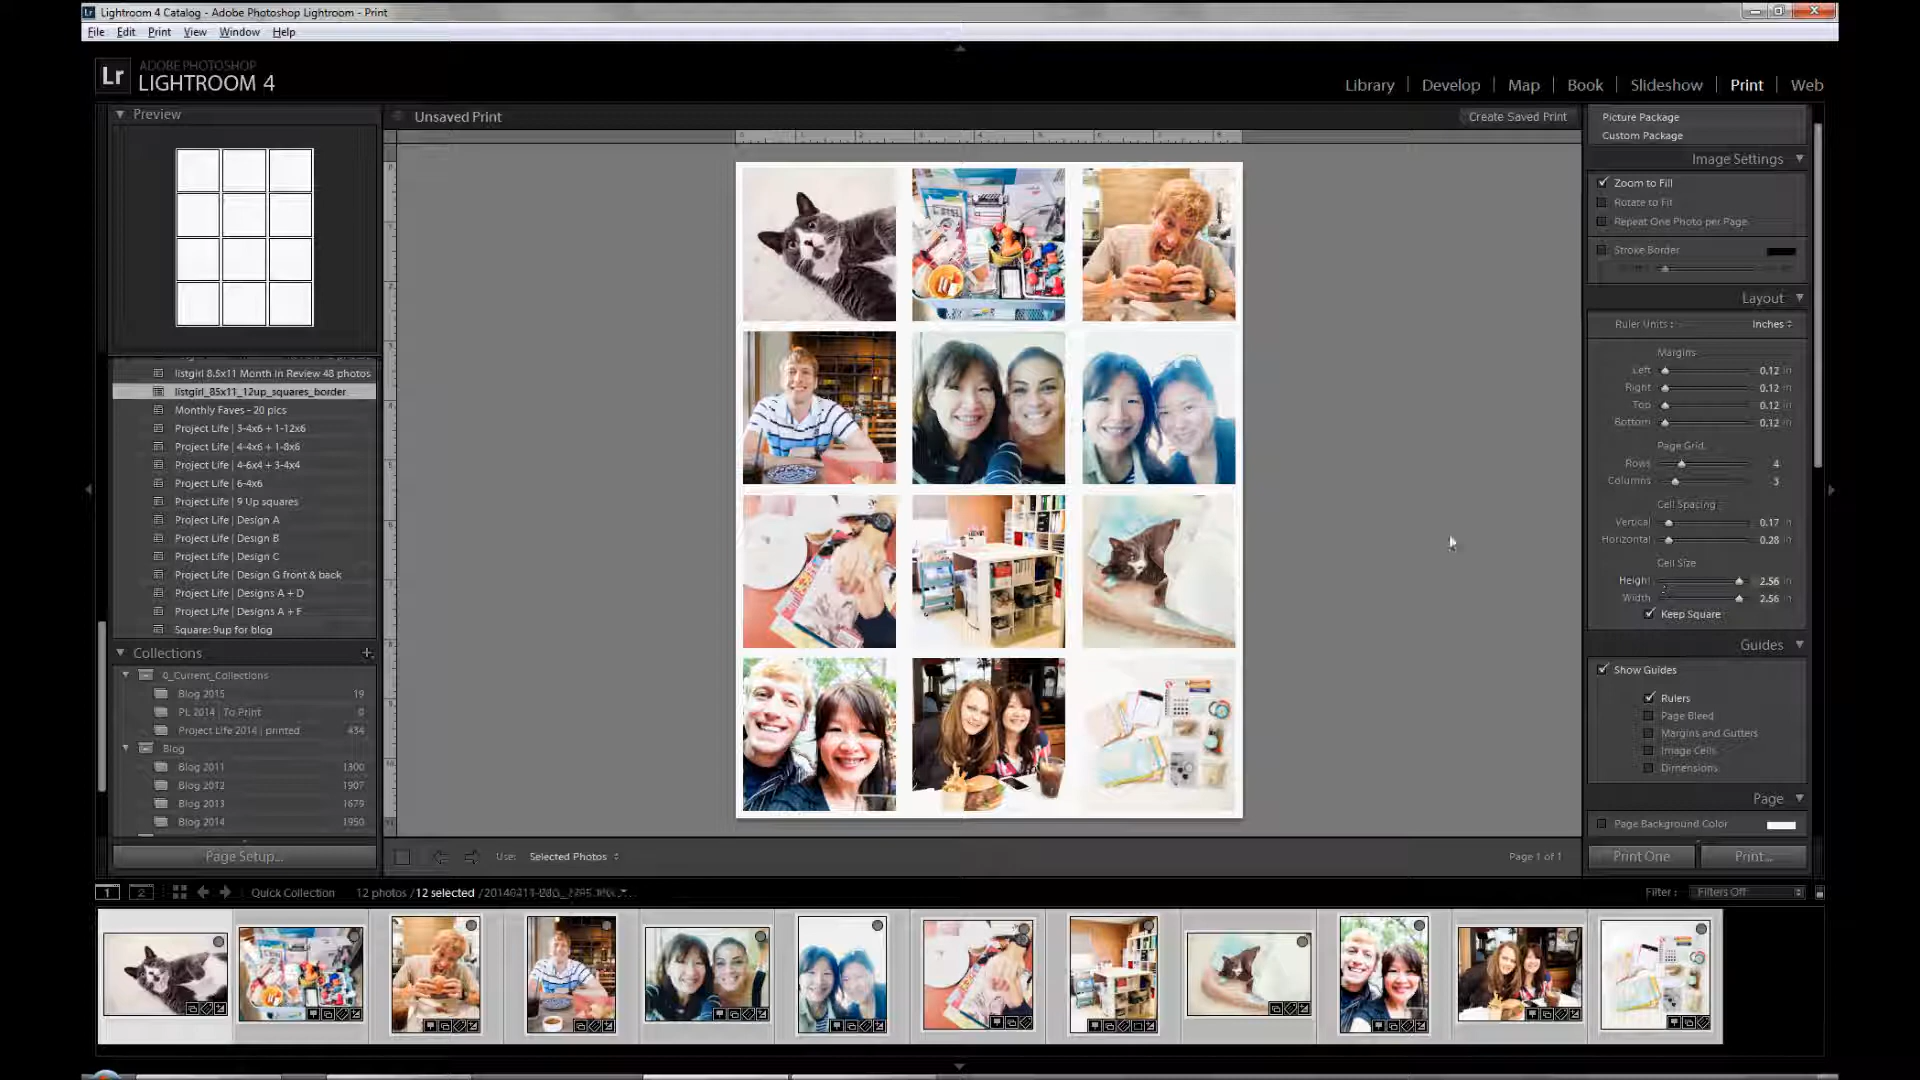 Lightroom 4 Catalog - Adobe Photoshop Lightroom - Print
File Edit Print View Window Help
Lr ADOBE PHOTOSHOP
LIGHTROOM 4
Library Develop Map Book Slideshow Print Web
Preview
Unsaved Print
Create Saved Print
listgirl 8.5x11 Month in Review 48 photos
listgirl_85x11_12up_squares_border
Monthly Faves - 20 pics
Project Life | 3-4x6 + 1-12x6
Project Life | 4-4x6 + 1-8x6
Project Life | 4-6x4 + 3-4x4
Project Life | 6-4x6
Project Life | 9 Up squares
Project Life | Design A
Project Life | Design B
Project Life | Design C
Project Life | Design G front & back
Project Life | Designs A + D
Project Life | Designs A + F
Square: 9up for blog
Collections +
0_Current_Collections
Blog 2015 19
PL 2014 | To Print 0
Project Life 2014 | printed 434
Blog
Blog 2011 1300
Blog 2012 1907
Blog 2013 1679
Blog 2014 1950
Page Setup...
Picture Package
Custom Package
Image Settings
Zoom to Fill
Rotate to Fit
Repeat One Photo per Page
Stroke Border
Layout
Ruler Units : Inches
Margins
Left 0.12 in
Right 0.12 in
Top 0.12 in
Bottom 0.12 in
Page Grid
Rows 4
Columns 3
Cell Spacing
Vertical 0.17 in
Horizontal 0.28 in
Cell Size
Height 2.56 in
Width 2.56 in
Keep Square
Guides
Show Guides
Rulers
Page Bleed
Margins and Gutters
Image Cells
Dimensions
Page
Page Background Color
Print One Print...
Use: Selected Photos
Page 1 of 1
1 2 Quick Collection 12 photos / 12 selected
Filter : Filters Off